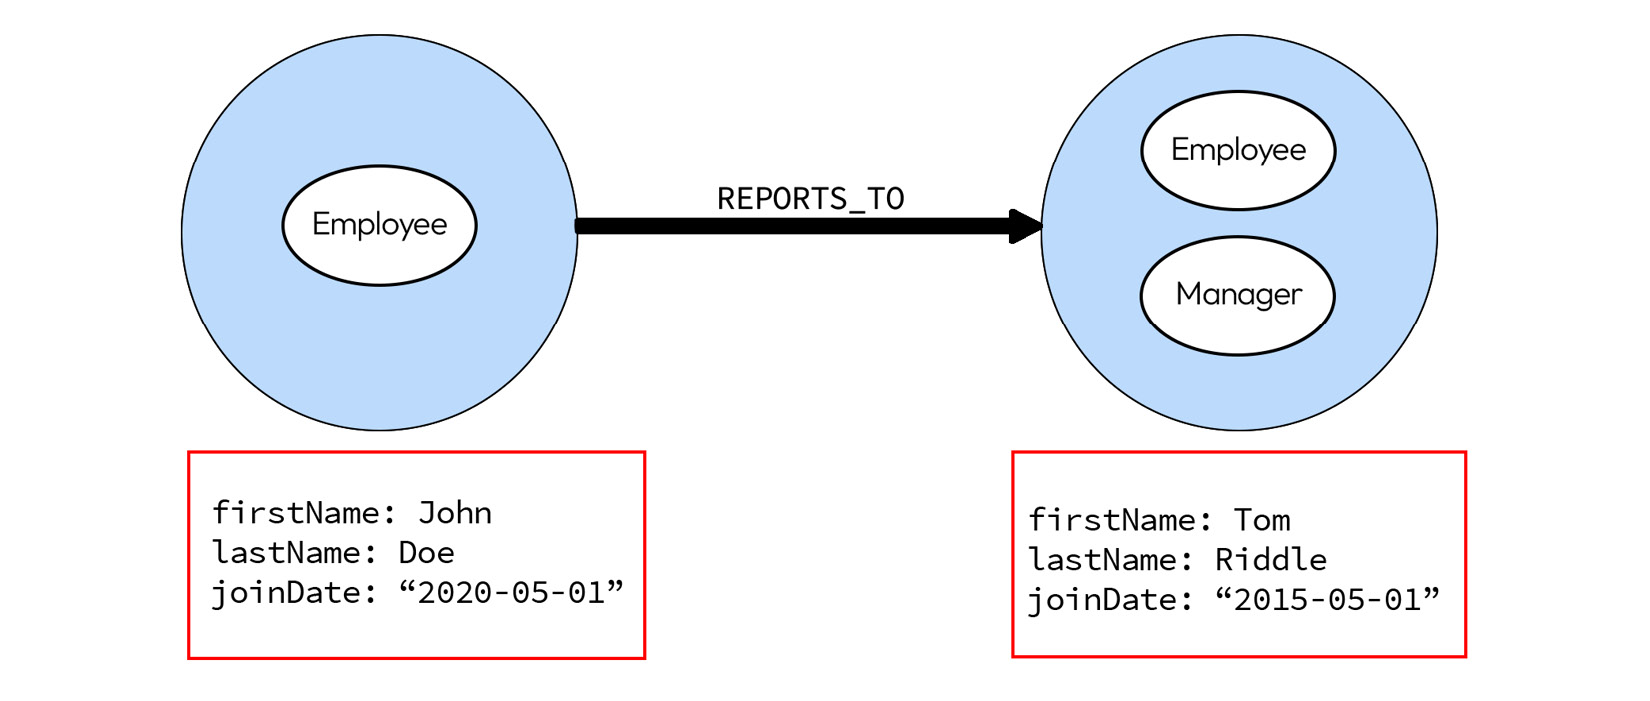 Employee
REPORTS_TO
Employee
Manager
firstName: John
lastName: Doe
joinDate: “2020-05-01”
firstName: Tom
lastName: Riddle
joinDate: “2015-05-01”